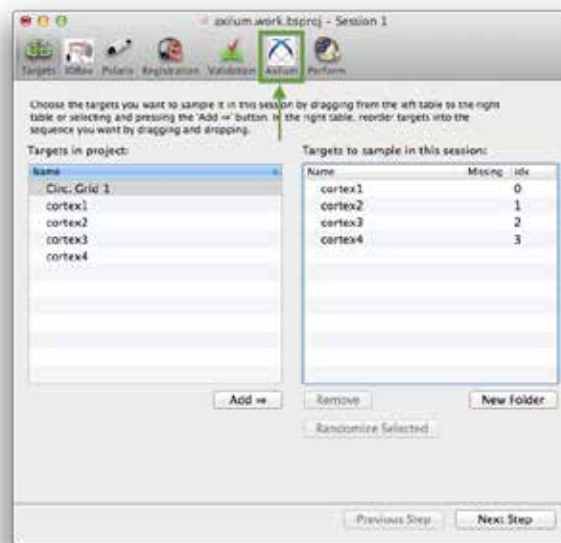 axilum.work.bsproj - Session 1
Targets IOBox Polaris Registration Validation Axilum Perform
Choose the targets you want to sample it in this session by dragging from the left table to the right
table or selecting and pressing the 'Add ⇒' button. In the right table, reorder targets into the
sequence you want by dragging and dropping.
Targets in project:
Name
Circ. Grid 1
cortex1
cortex2
cortex3
cortex4
Add ⇒
Targets to sample in this session:
Name Missing idx
cortex1 0
cortex2 1
cortex3 2
cortex4 3
Remove New Folder
Randomize Selected
Previous Step Next Step